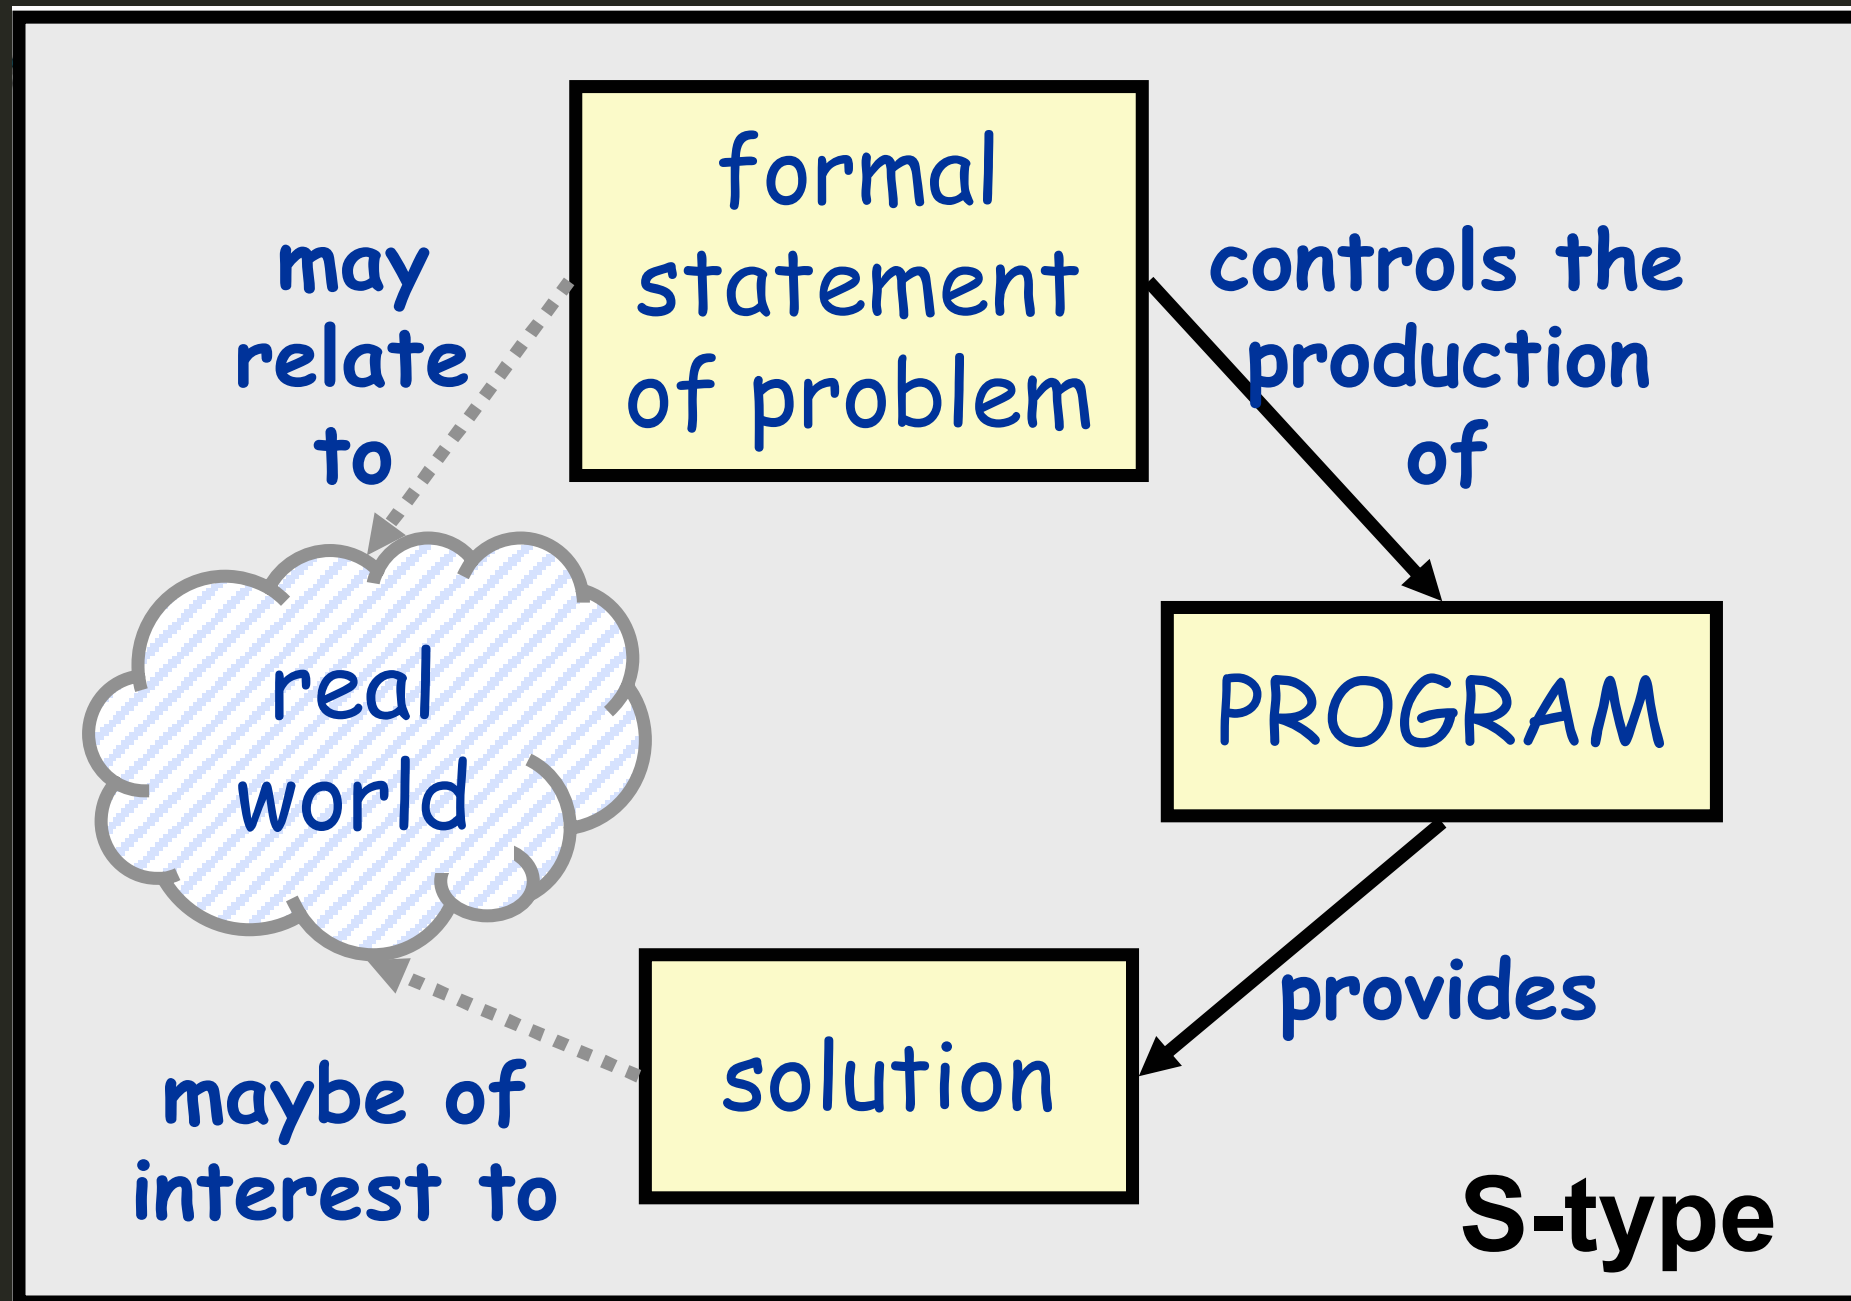 formal
statement
of problem
may
relate
to
controls the
production
of
real
world
PROGRAM
provides
solution
maybe of
interest to
S-type